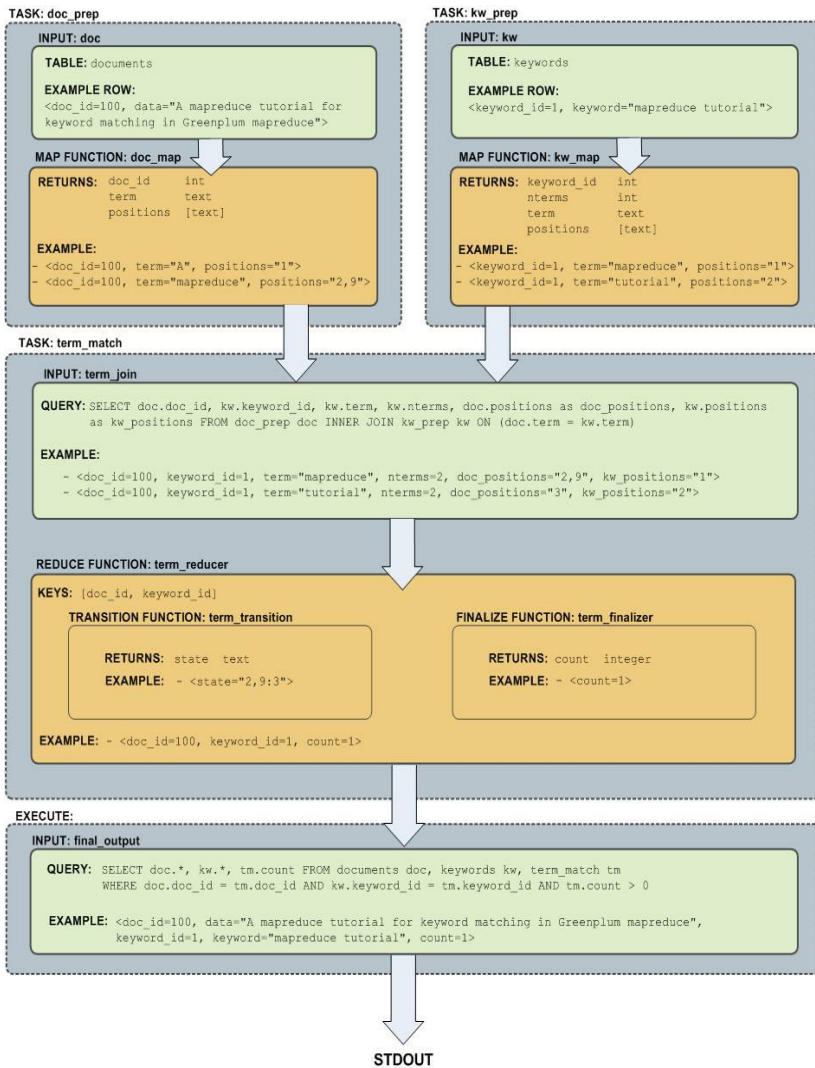 TASK: doc_prep
INPUT: doc
TABLE: documents
EXAMPLE ROW:
<doc_id=100, data="A mapreduce tutorial for
keyword matching in Greenplum mapreduce">
MAP FUNCTION: doc_map
RETURNS: doc_id int
term text
positions [text]
EXAMPLE:
- <doc_id=100, term="A", positions="1">
- <doc_id=100, term="mapreduce", positions="2,9">
TASK: kw_prep
INPUT: kw
TABLE: keywords
EXAMPLE ROW:
<keyword_id=1, keyword="mapreduce tutorial">
MAP FUNCTION: kw_map
RETURNS: keyword_id int
nterms int
term text
positions [text]
EXAMPLE:
- <keyword_id=1, term="mapreduce", positions="1">
- <keyword_id=1, term="tutorial", positions="2">
TASK: term_match
INPUT: term_join
QUERY: SELECT doc.doc_id, kw.keyword_id, kw.term, kw.nterms, doc.positions as doc_positions, kw.positions
as kw_positions FROM doc_prep doc INNER JOIN kw_prep kw ON (doc.term = kw.term)
EXAMPLE:
- <doc_id=100, keyword_id=1, term="mapreduce", nterms=2, doc_positions="2,9", kw_positions="1">
- <doc_id=100, keyword_id=1, term="tutorial", nterms=2, doc_positions="3", kw_positions="2">
REDUCE FUNCTION: term_reducer
KEYS: [doc_id, keyword_id]
TRANSITION FUNCTION: term_transition
RETURNS: state text
EXAMPLE: - <state="2,9:3">
FINALIZE FUNCTION: term_finalizer
RETURNS: count integer
EXAMPLE: - <count=1>
EXAMPLE: - <doc_id=100, keyword_id=1, count=1>
EXECUTE:
INPUT: final_output
QUERY: SELECT doc.*, kw.*, tm.count FROM documents doc, keywords kw, term_match tm
WHERE doc.doc_id = tm.doc_id AND kw.keyword_id = tm.keyword_id AND tm.count > 0
EXAMPLE: <doc_id=100, data="A mapreduce tutorial for keyword matching in Greenplum mapreduce",
keyword_id=1, keyword="mapreduce tutorial", count=1>
STDOUT